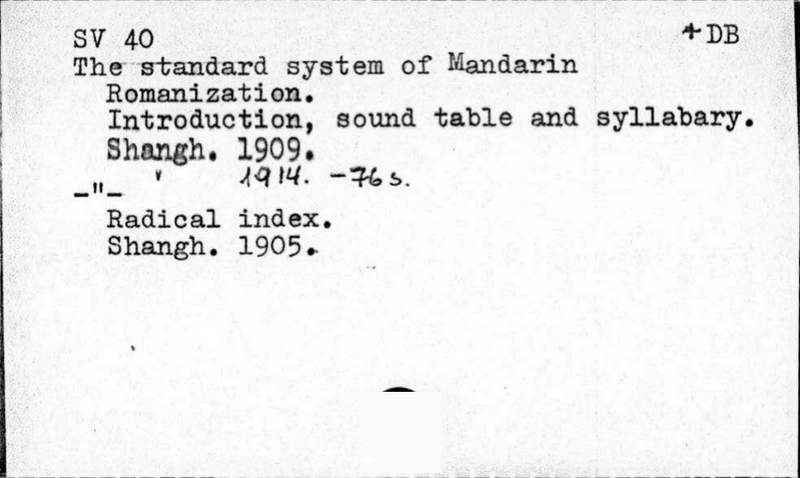 SV 40 + DB
The standard system of Mandarin
Romanization.
Introduction, sound table and syllabary.
Shangh. 1909.
–"– " 1914. – 76 s.
Radical index.
Shangh. 1905.